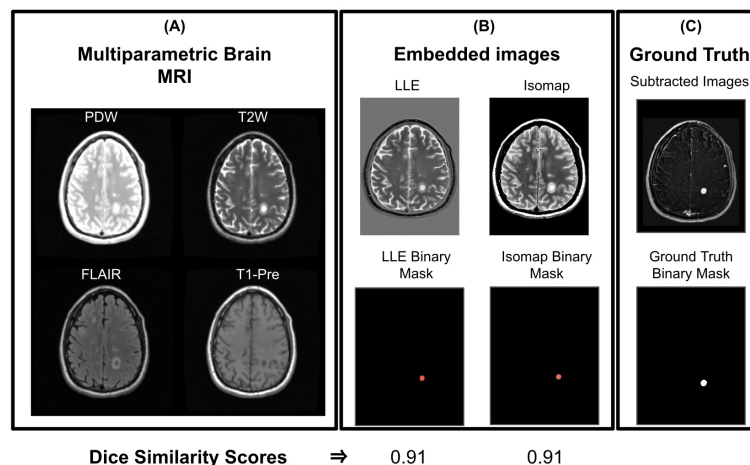 (A)
Multiparametric Brain
MRI
PDW
T2W
FLAIR
T1-Pre
(B)
Embedded images
LLE
Isomap
LLE Binary
Mask
Isomap Binary
Mask
(C)
Ground Truth
Subtracted Images
Ground Truth
Binary Mask
Dice Similarity Scores ⇒ 0.91 0.91